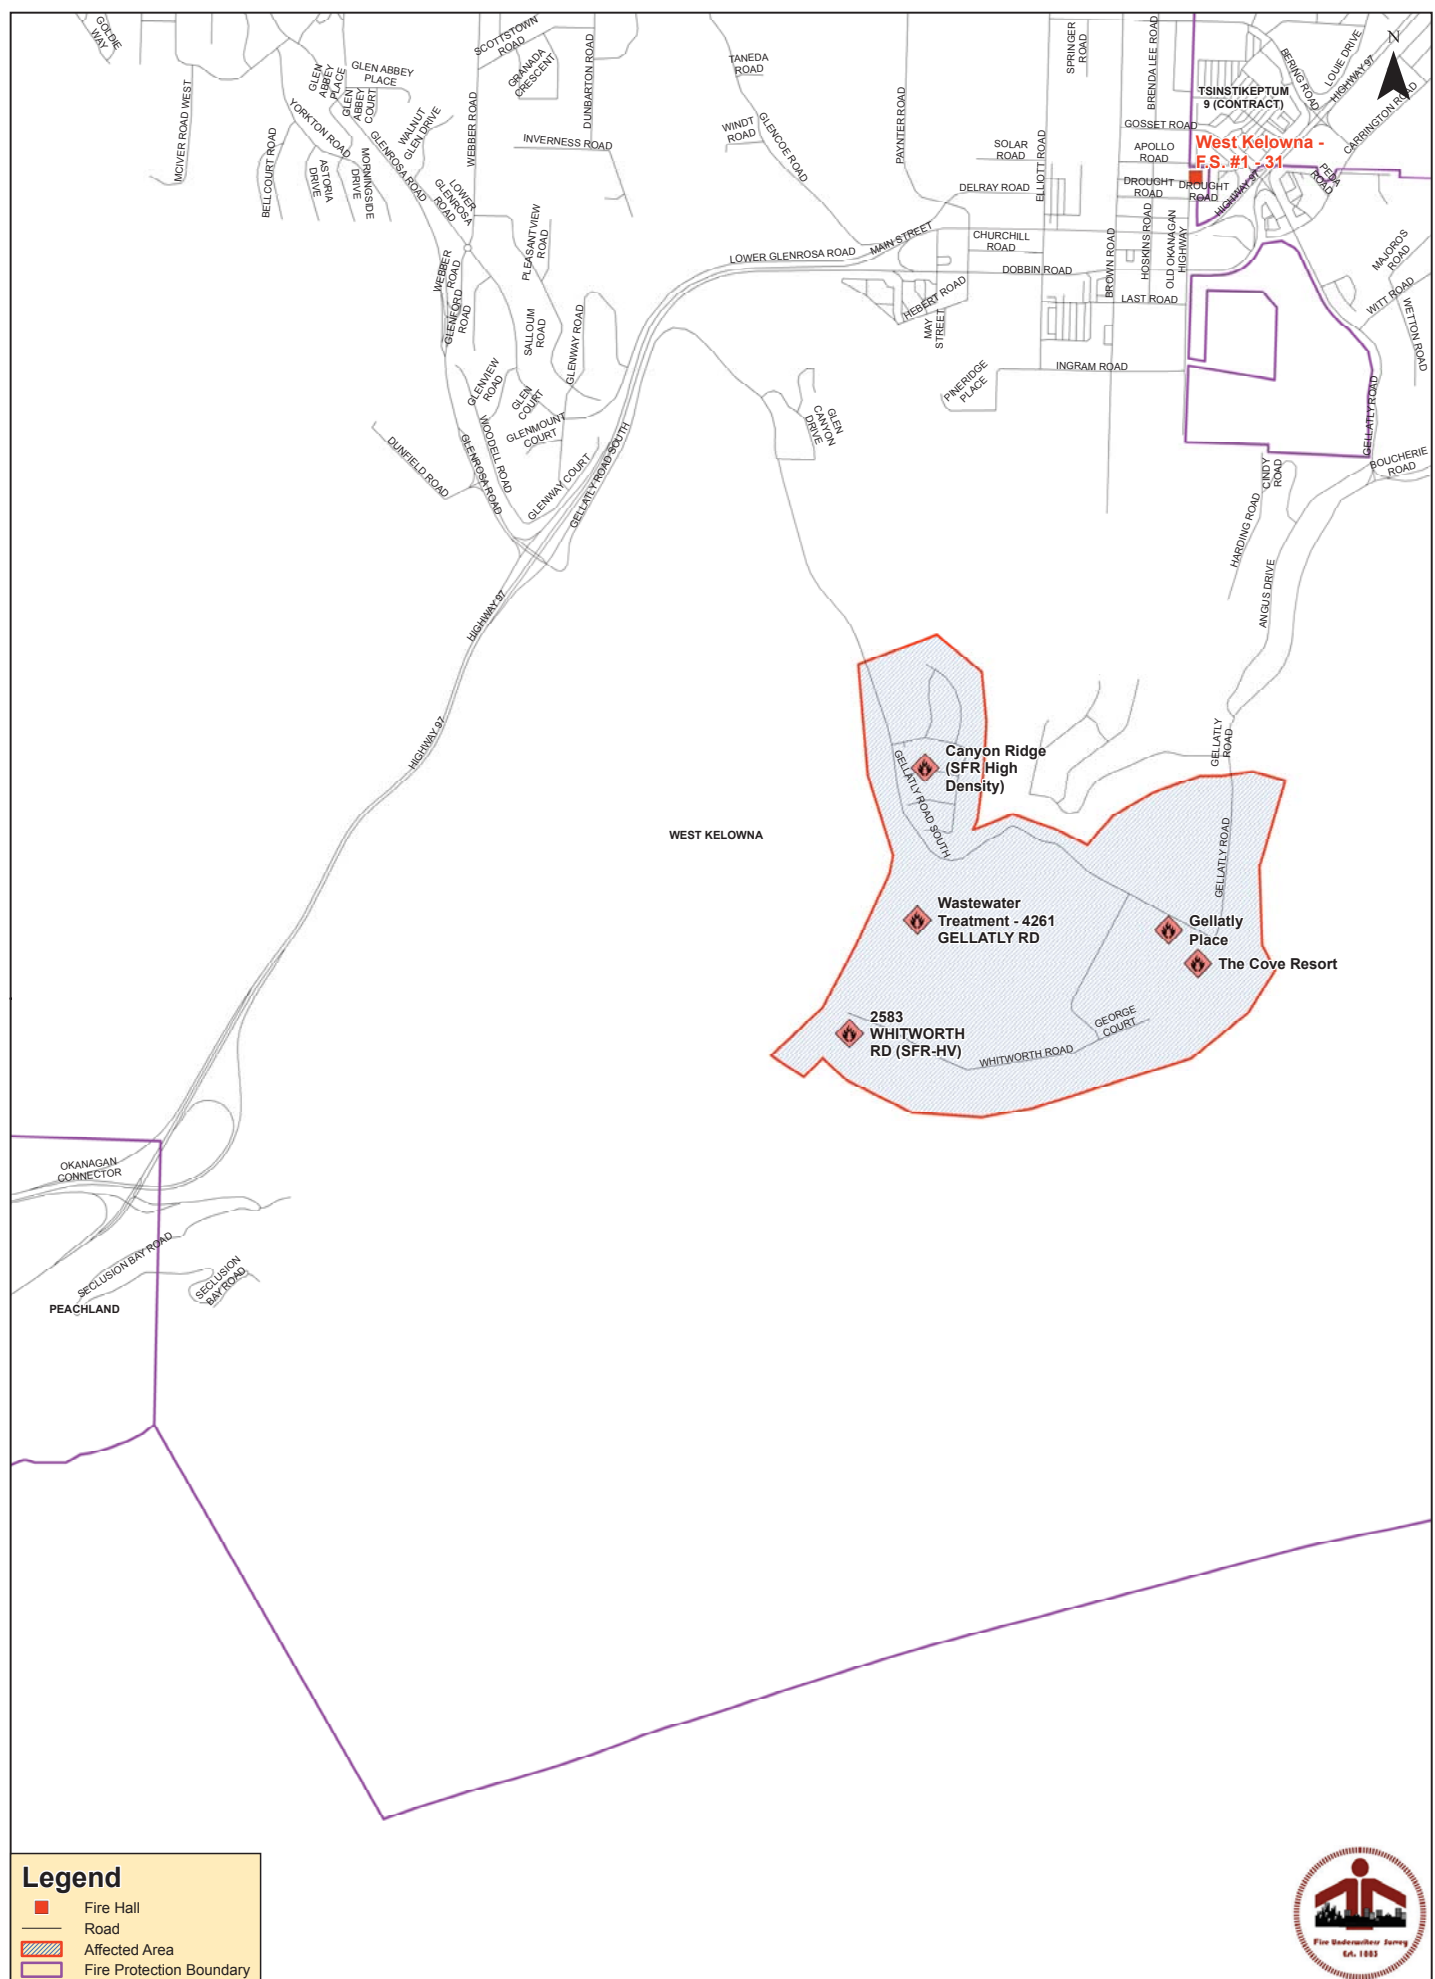 GOLDIE
WAY
MCIVER ROAD WEST
GLEN
ABBEY
PLACE
GLEN ABBEY
PLACE
GLEN
ABBEY
COURT
YORKTON ROAD
BELLCOURT ROAD
ASTORIA
DRIVE
MORNINGSIDE
DRIVE
GLENROSA ROAD
WALNUT
GLEN DRIVE
WEBBER ROAD
SCOTTSTOWN
ROAD
GRANADA
CRESCENT
DUNBARTON ROAD
INVERNESS ROAD
LOWER
GLENROSA
ROAD
PLEASANTVIEW
ROAD
WEBBER
ROAD
GLENFORD
ROAD
SALLOUM
ROAD
GLENWAY ROAD
GLENVIEW
ROAD
GLEN
COURT
GLENMOUNT
COURT
WOODELL ROAD
GLENROSA ROAD
DUNFIELD ROAD
GLENWAY COURT
GELLATLY ROAD SOUTH
HIGHWAY 97
HIGHWAY 97
TANEDA
ROAD
WINDT
ROAD
GLENCOE ROAD
PAYNTER ROAD
LOWER GLENROSA ROAD
MAIN STREET
SPRINGER
ROAD
BRENDA LEE ROAD
SOLAR
ROAD
ELLIOTT ROAD
DELRAY ROAD
CHURCHILL
ROAD
DOBBIN ROAD
HEBERT ROAD
MAY
STREET
PINERIDGE
PLACE
INGRAM ROAD
LAST ROAD
BROWN ROAD
HOSKINS ROAD
OLD OKANAGAN
HIGHWAY
GOSSET ROAD
APOLLO
ROAD
DROUGHT
ROAD
DROUGHT
ROAD
HIGHWAY 97
TSINSTIKEPTUM
9 (CONTRACT)
West Kelowna -
F.S. #1 - 31
BERING ROAD
LOUIE DRIVE
HIGHWAY 97
CARRINGTON ROAD
N
ROAD
MAJOROS
ROAD
WITT ROAD
WETTON ROAD
GELLATLY ROAD
BOUCHERIE
ROAD
CINDY
ROAD
HARDING ROAD
ANGUS DRIVE
GLEN
CANYON
DRIVE
GELLATLY
ROAD
GELLATLY ROAD
GELLATLY ROAD SOUTH
Canyon Ridge
(SFR High
Density)
WEST KELOWNA
Wastewater
Treatment - 4261
GELLATLY RD
Gellatly
Place
The Cove Resort
2583
WHITWORTH
RD (SFR-HV)
GEORGE
COURT
WHITWORTH ROAD
OKANAGAN
CONNECTOR
SECLUSION BAY ROAD
SECLUSION
BAY ROAD
PEACHLAND
Legend
Fire Hall
Road
Affected Area
Fire Protection Boundary
Fire Underwriters Survey
Est. 1883